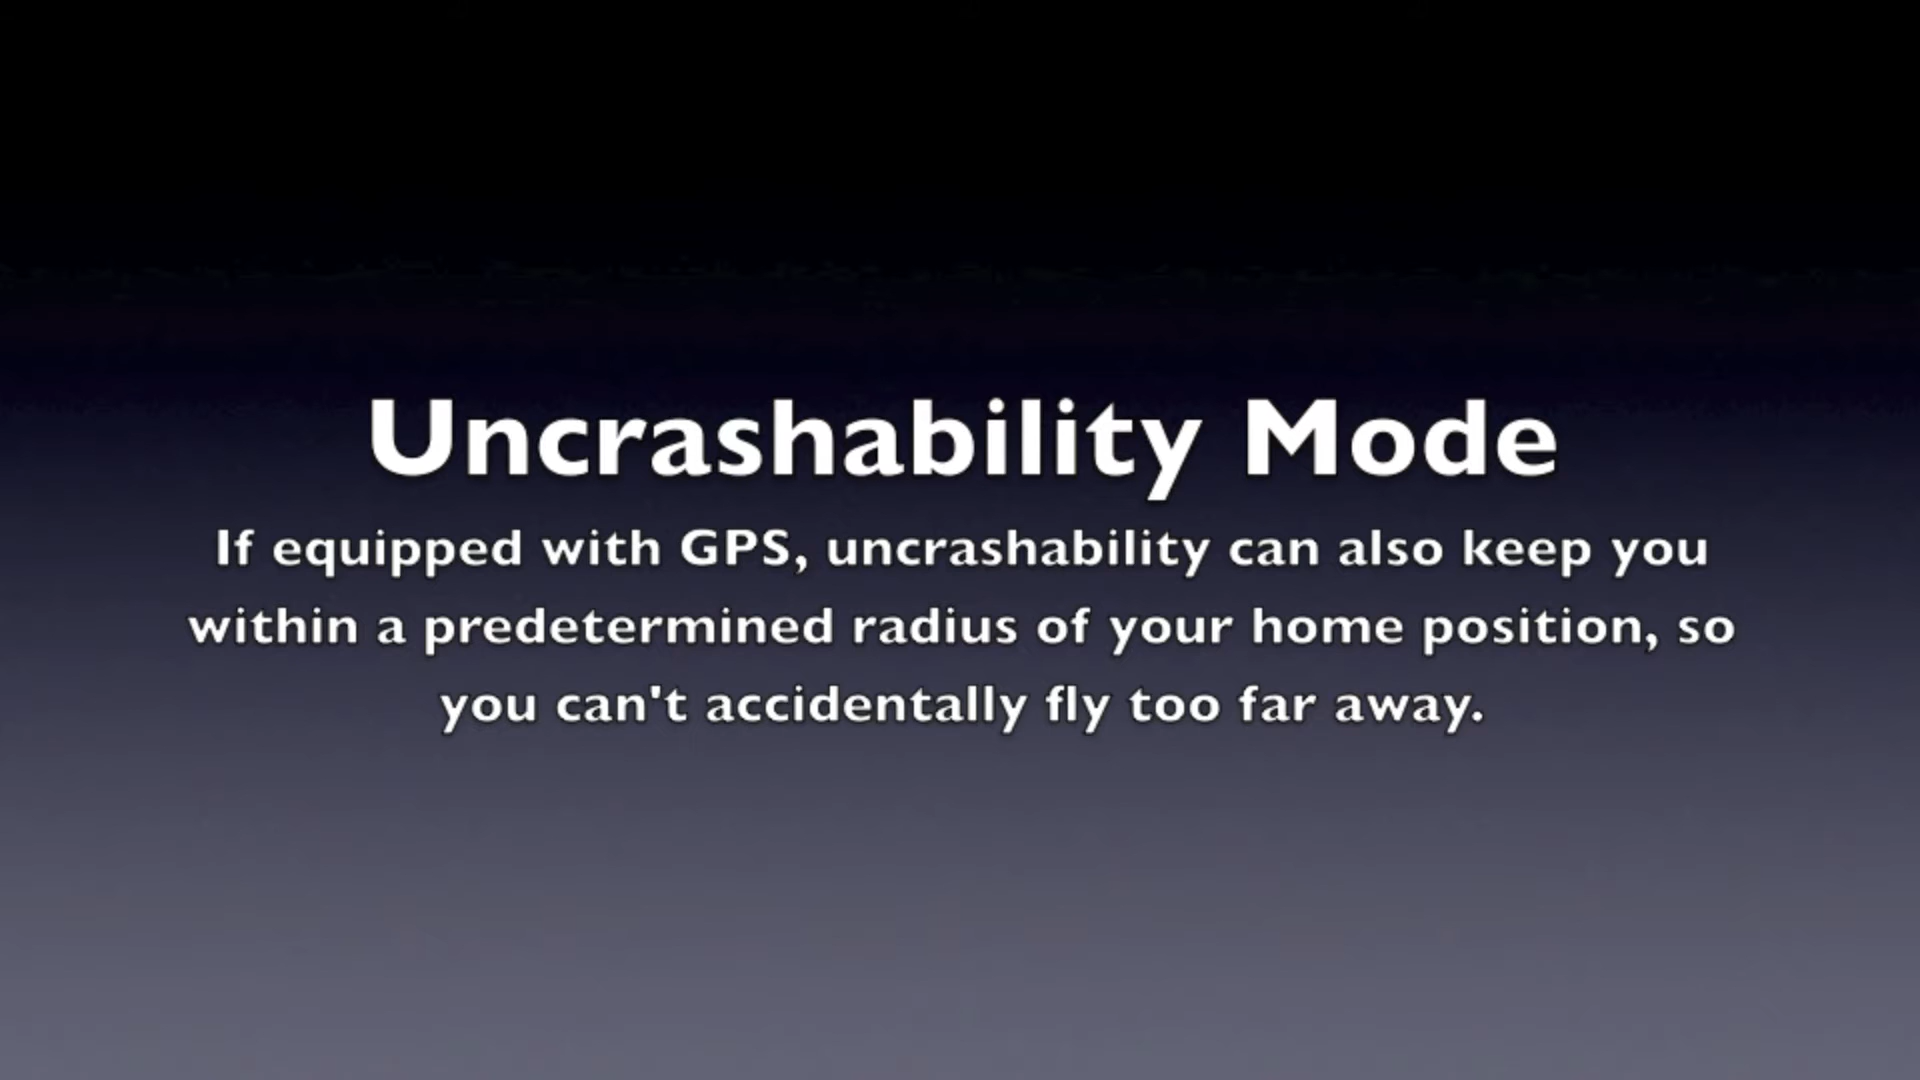 Uncrashability Mode
If equipped with GPS, uncrashability can also keep you
within a predetermined radius of your home position, so
you can't accidentally fly too far away.